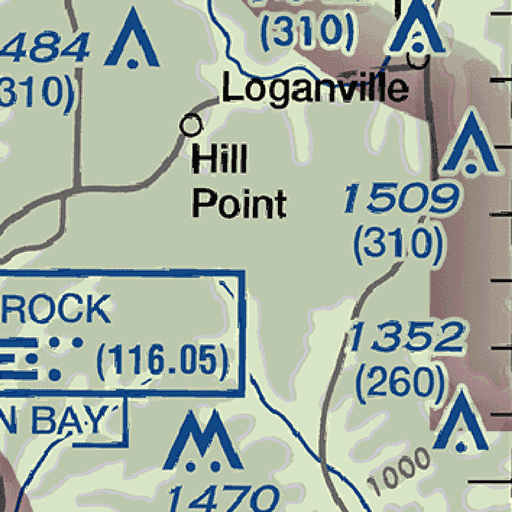 (310)
484
310)
Loganville
Hill
Point
1509
(310)
ROCK
(116.05)
1352
(260)
N BAY
1000
1470